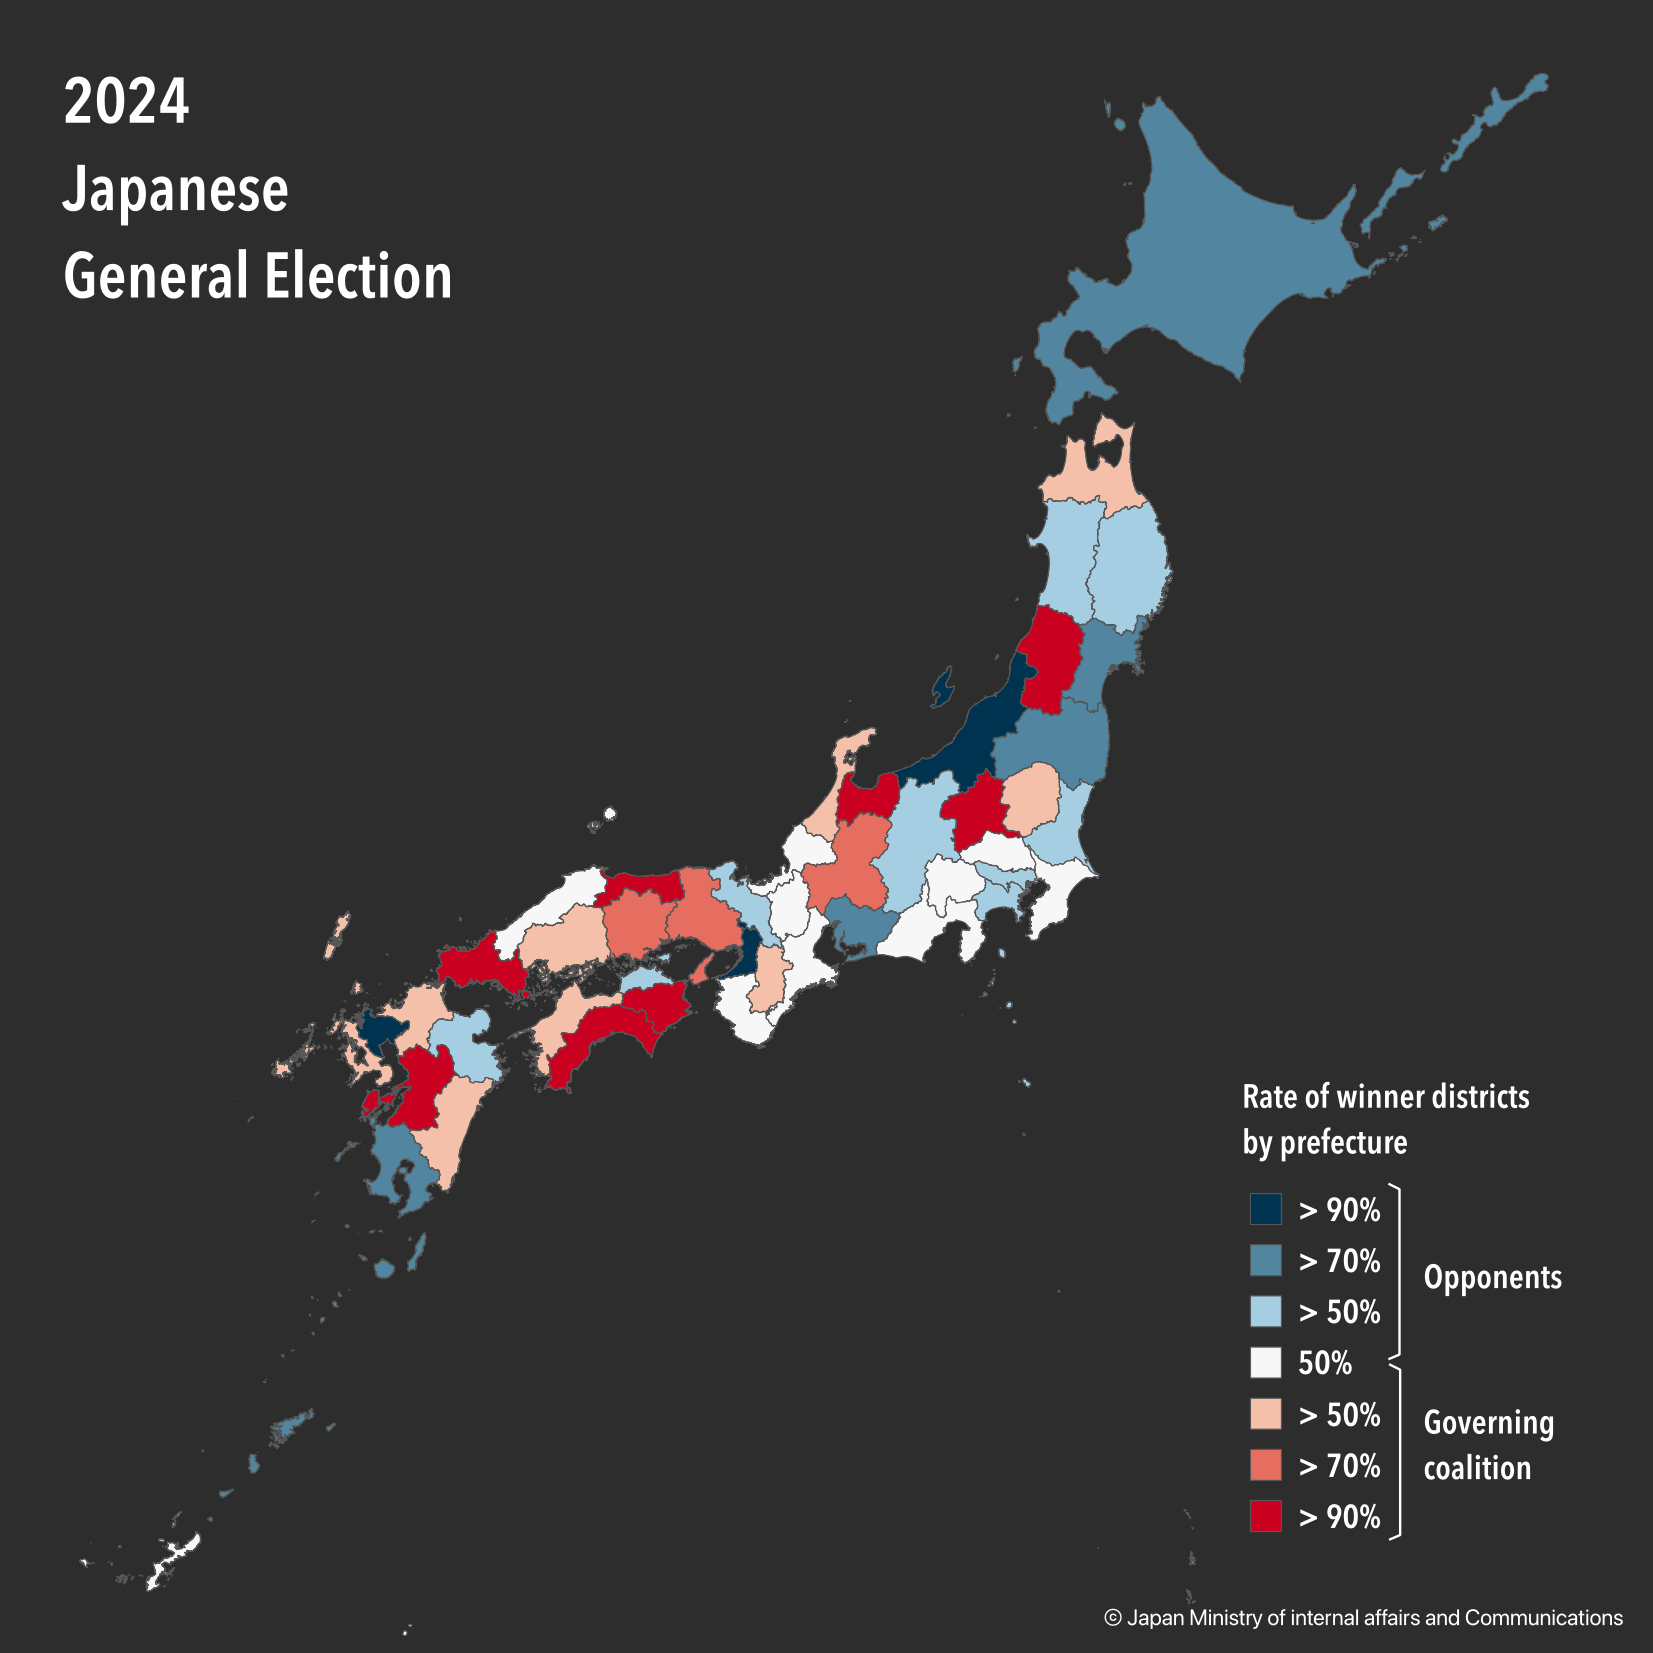 2024
Japanese
General Election
Rate of winner districts
by prefecture
> 90%
> 70%
> 50%
Opponents
50%
> 50%
> 70%
> 90%
Governing
coalition
© Japan Ministry of internal affairs and Communications